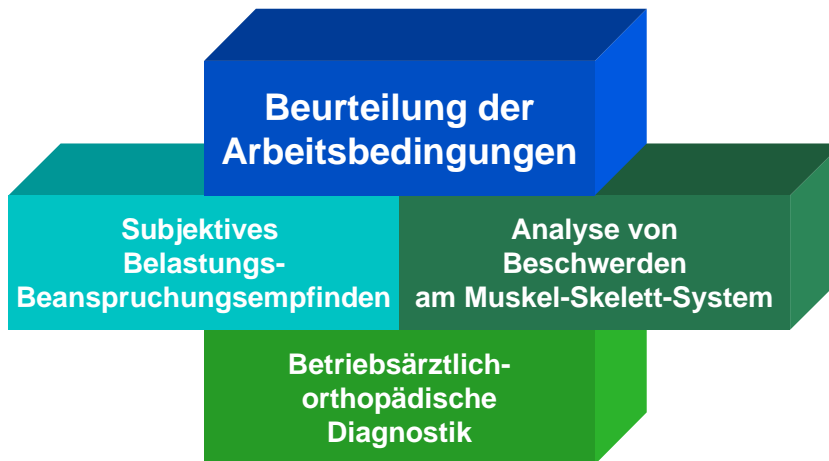 Beurteilung der
Arbeitsbedingungen
Subjektives
Belastungs-
Beanspruchungsempfinden
Analyse von
Beschwerden
am Muskel-Skelett-System
Betriebsärztlich-
orthopädische
Diagnostik